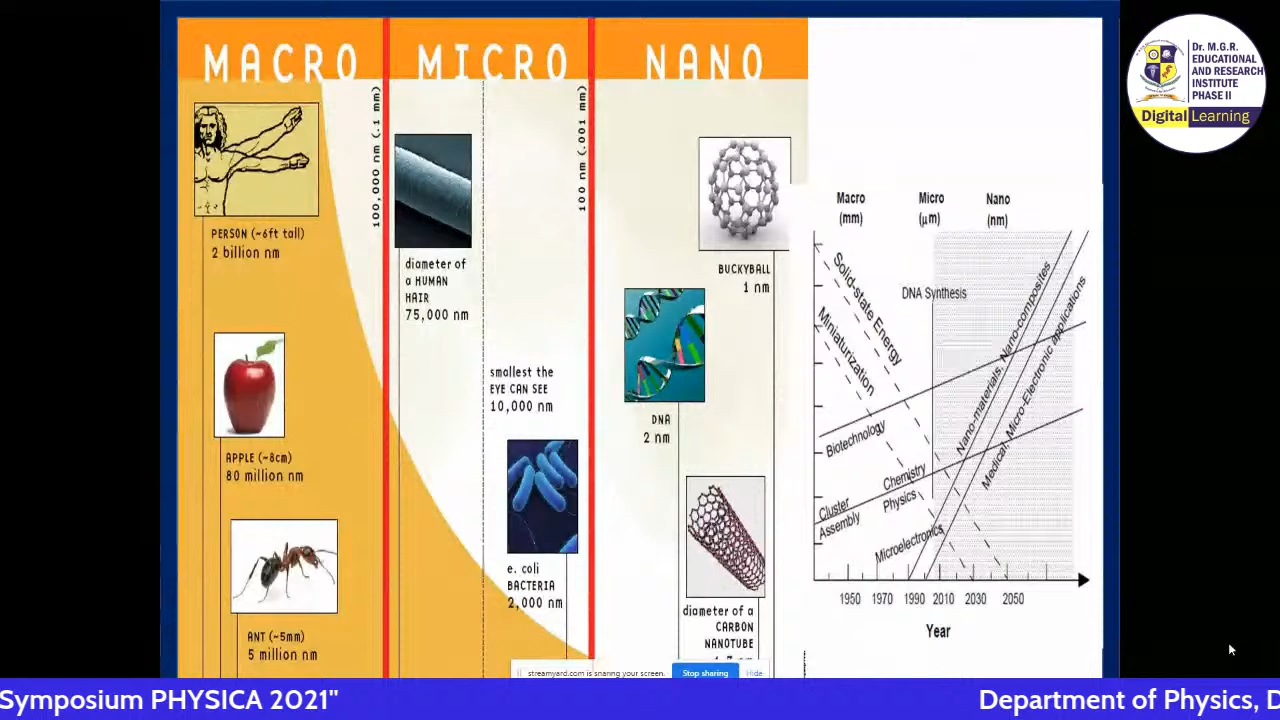 MACRO
MICRO
NANO
100,000 nm (.1 mm)
100 nm (.001 mm)
PERSON (~6ft tall)
2 billion nm
APPLE (~8cm)
80 million nm
ANT (~5mm)
5 million nm
diameter of
a HUMAN
HAIR
75,000 nm
smallest the
EYE CAN SEE
10,000 nm
e. coli
BACTERIA
2,000 nm
BUCKYBALL
1 nm
DNA
2 nm
diameter of a
CARBON
NANOTUBE
Macro
(mm)
Micro
(μm)
Nano
(nm)
Solid-state Energy
Miniaturization
DNA Synthesis
Nano-materials, Nano-composites
Medical, Micro-Electronic applications
Biotechnology
Cluster
Assembly
Chemistry
Physics
Microelectronics
1950 1970 1990 2010 2030 2050
Year
Dr. M.G.R.
EDUCATIONAL
AND RESEARCH
INSTITUTE
PHASE II
Digital Learning
streamyard.com is sharing your screen.
Stop sharing
Hide
Symposium PHYSICA 2021"
Department of Physics, D